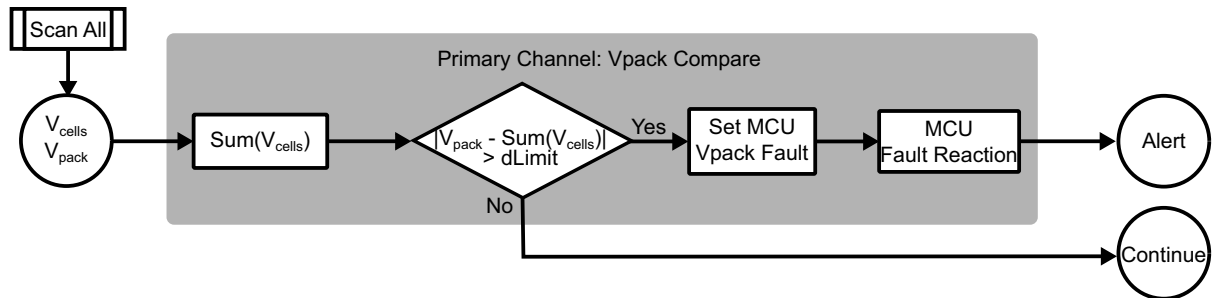 Scan All
Primary Channel: Vpack Compare
Vcells
Vpack
Sum(Vcells)
|Vpack - Sum(Vcells)|
> dLimit
Yes
No
Set MCU
Vpack Fault
MCU
Fault Reaction
Alert
Continue